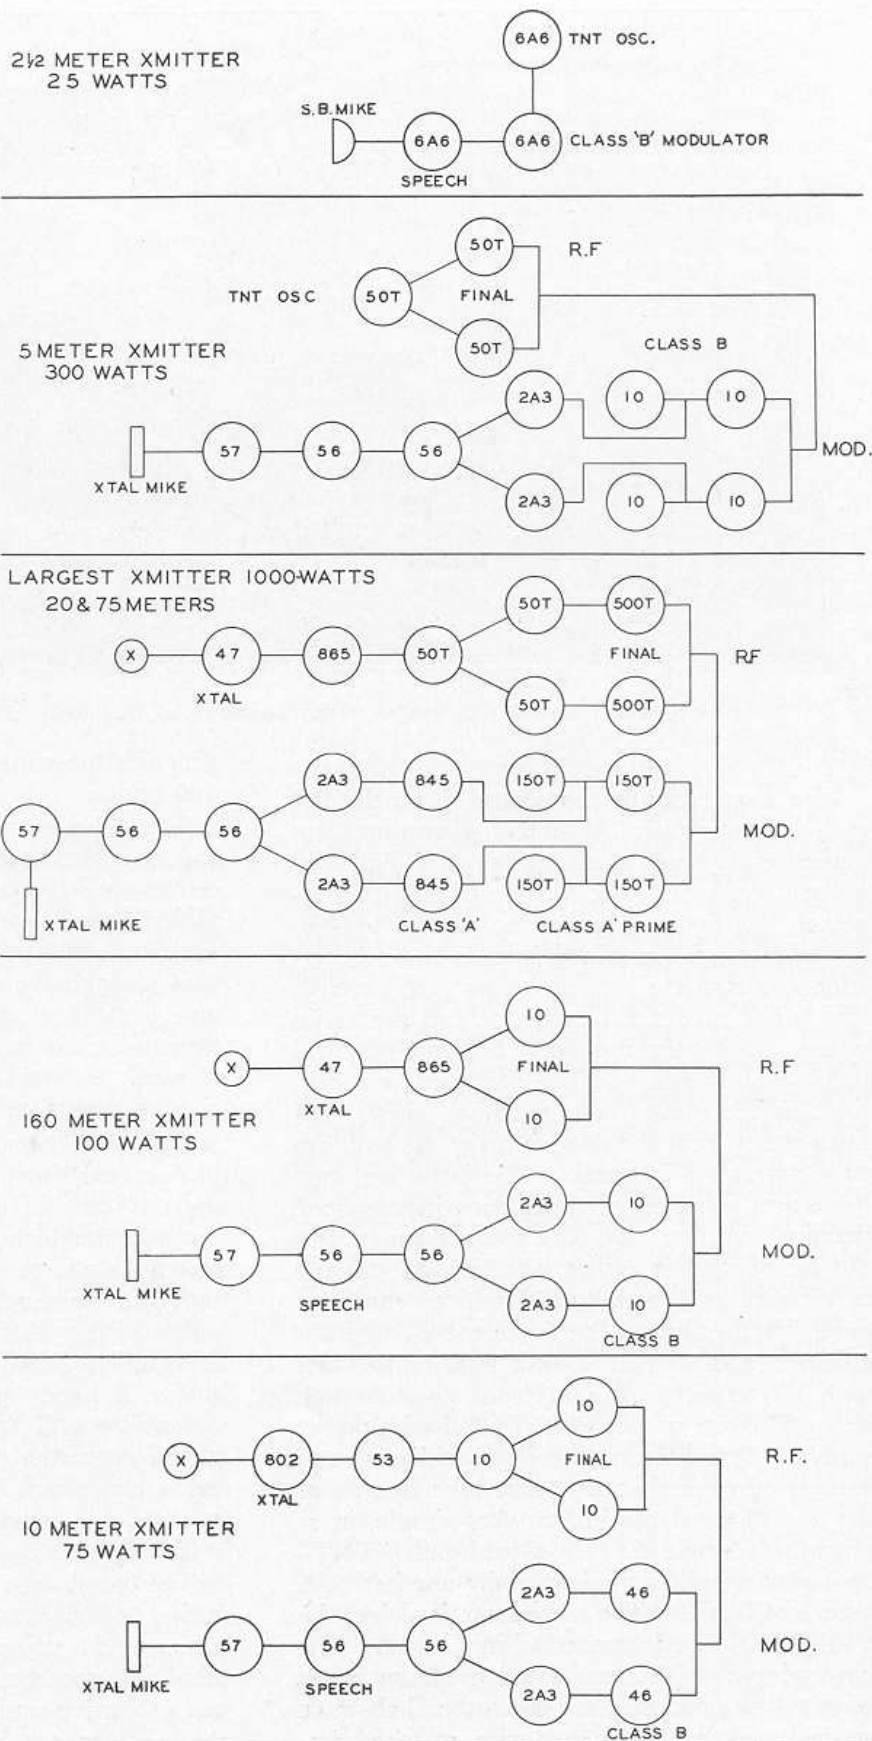 2½ METER XMITTER
25 WATTS
6A6 TNT OSC.
S.B. MIKE
6A6
6A6 CLASS 'B' MODULATOR
SPEECH
5 METER XMITTER
300 WATTS
50T
R.F
TNT OSC
50T
FINAL
50T
CLASS B
2A3
10
10
XTAL MIKE
57
56
56
MOD.
2A3
10
10
LARGEST XMITTER 1000-WATTS
20 & 75 METERS
50T
500T
X
47
865
50T
FINAL
R.F
XTAL
50T
500T
2A3
845
150T
150T
57
56
56
MOD.
2A3
845
150T
150T
XTAL MIKE
CLASS 'A'
CLASS A' PRIME
160 METER XMITTER
100 WATTS
10
X
47
865
FINAL
R.F
XTAL
10
2A3
10
57
56
56
MOD.
XTAL MIKE
SPEECH
2A3
10
CLASS B
10 METER XMITTER
75 WATTS
10
X
802
53
10
FINAL
R.F.
XTAL
10
2A3
46
57
56
56
MOD.
XTAL MIKE
SPEECH
2A3
46
CLASS B